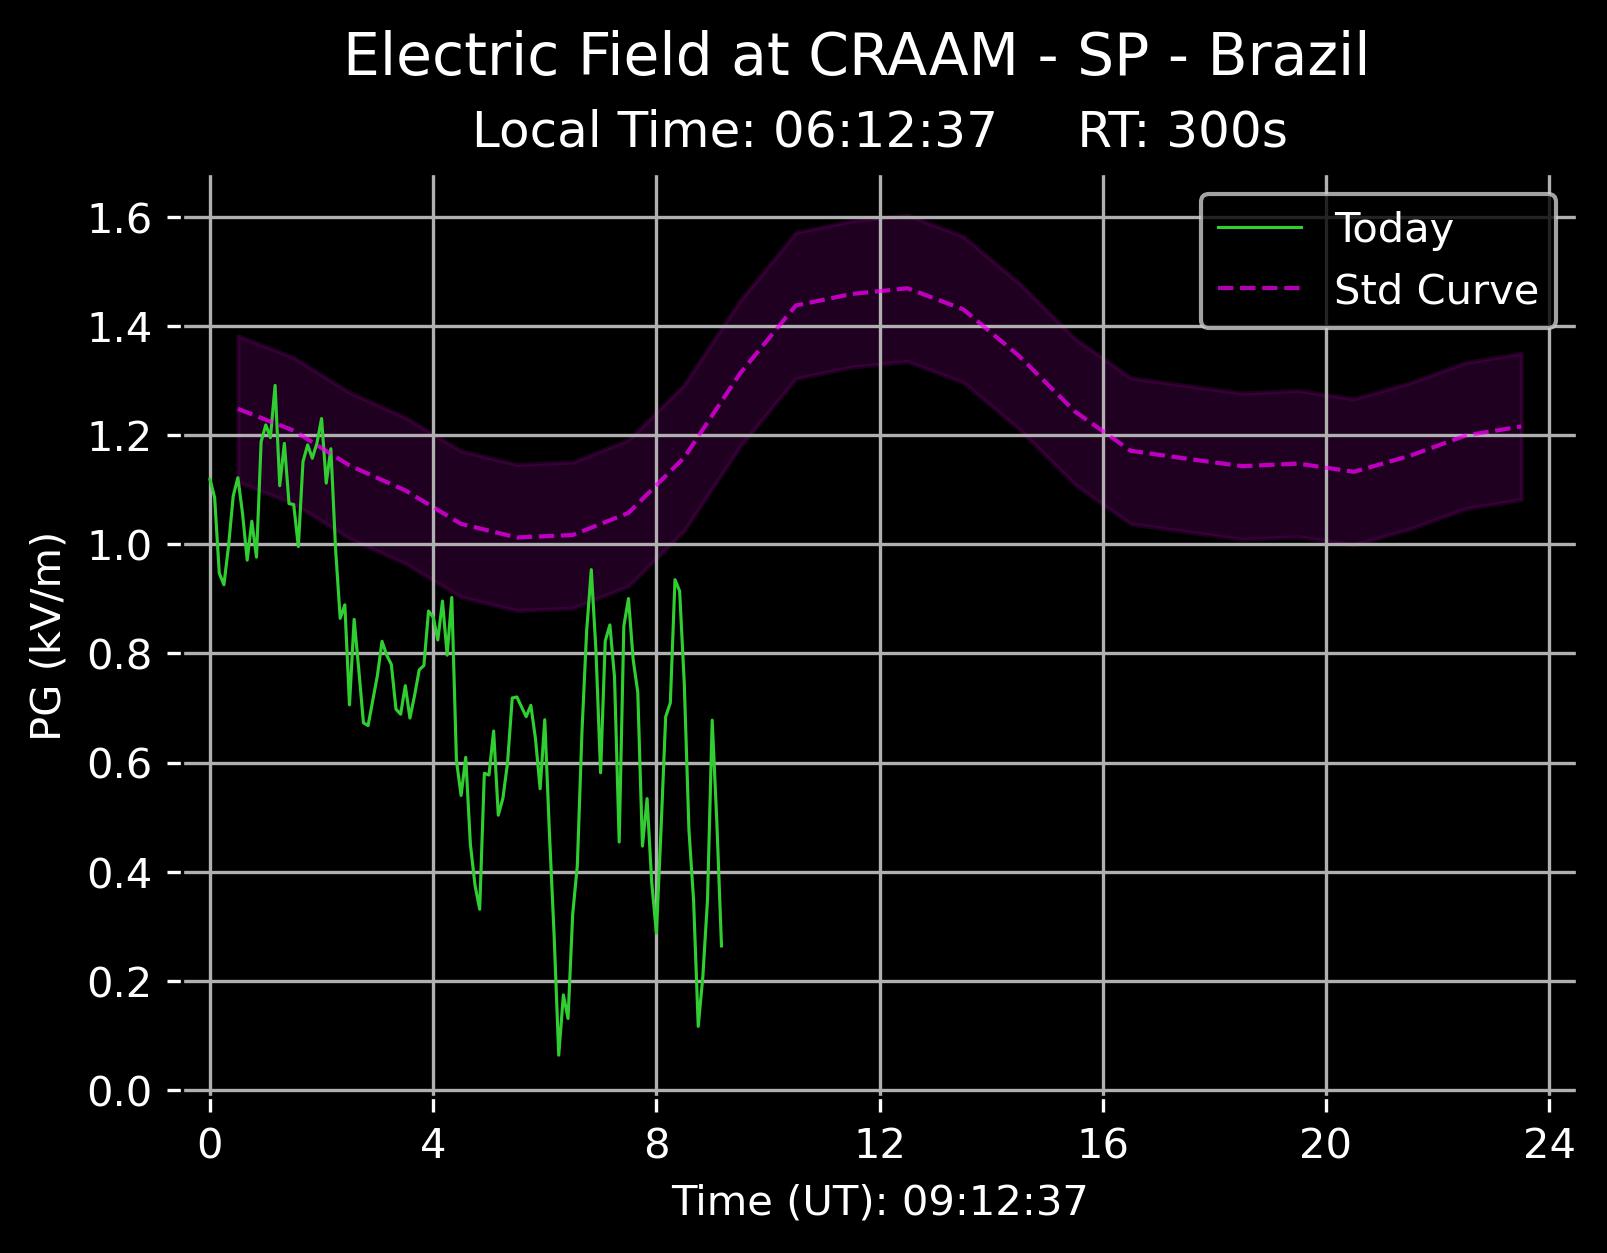 Electric Field at CRAAM - SP - Brazil
Local Time: 06:12:37 RT: 300s
Today
Std Curve
1.6
1.4
1.2
1.0
0.8
0.6
0.4
0.2
0.0
PG (kV/m)
0 4 8 12 16 20 24
Time (UT): 09:12:37